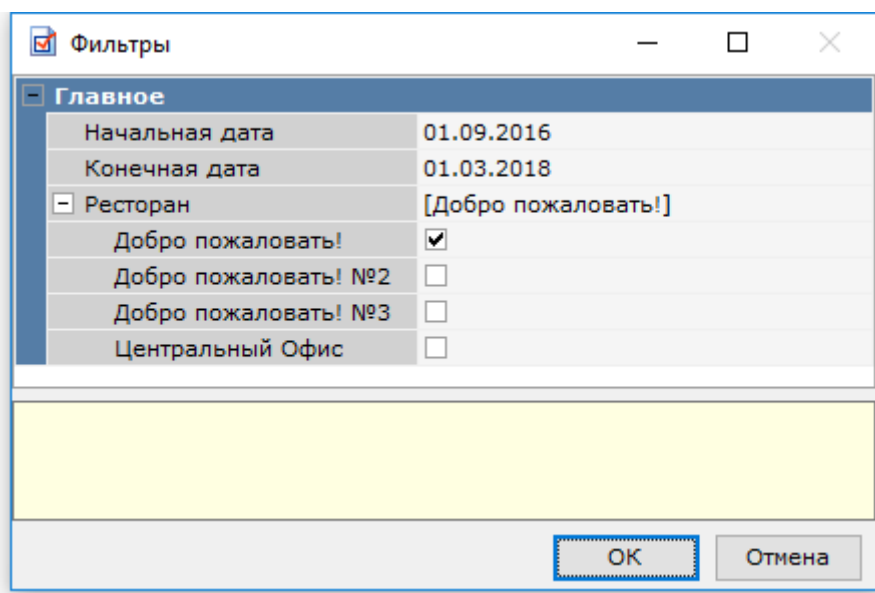 Фильтры
Главное
Начальная дата 01.09.2016
Конечная дата 01.03.2018
Ресторан [Добро пожаловать!]
Добро пожаловать!
Добро пожаловать! №2
Добро пожаловать! №3
Центральный Офис
OK Отмена